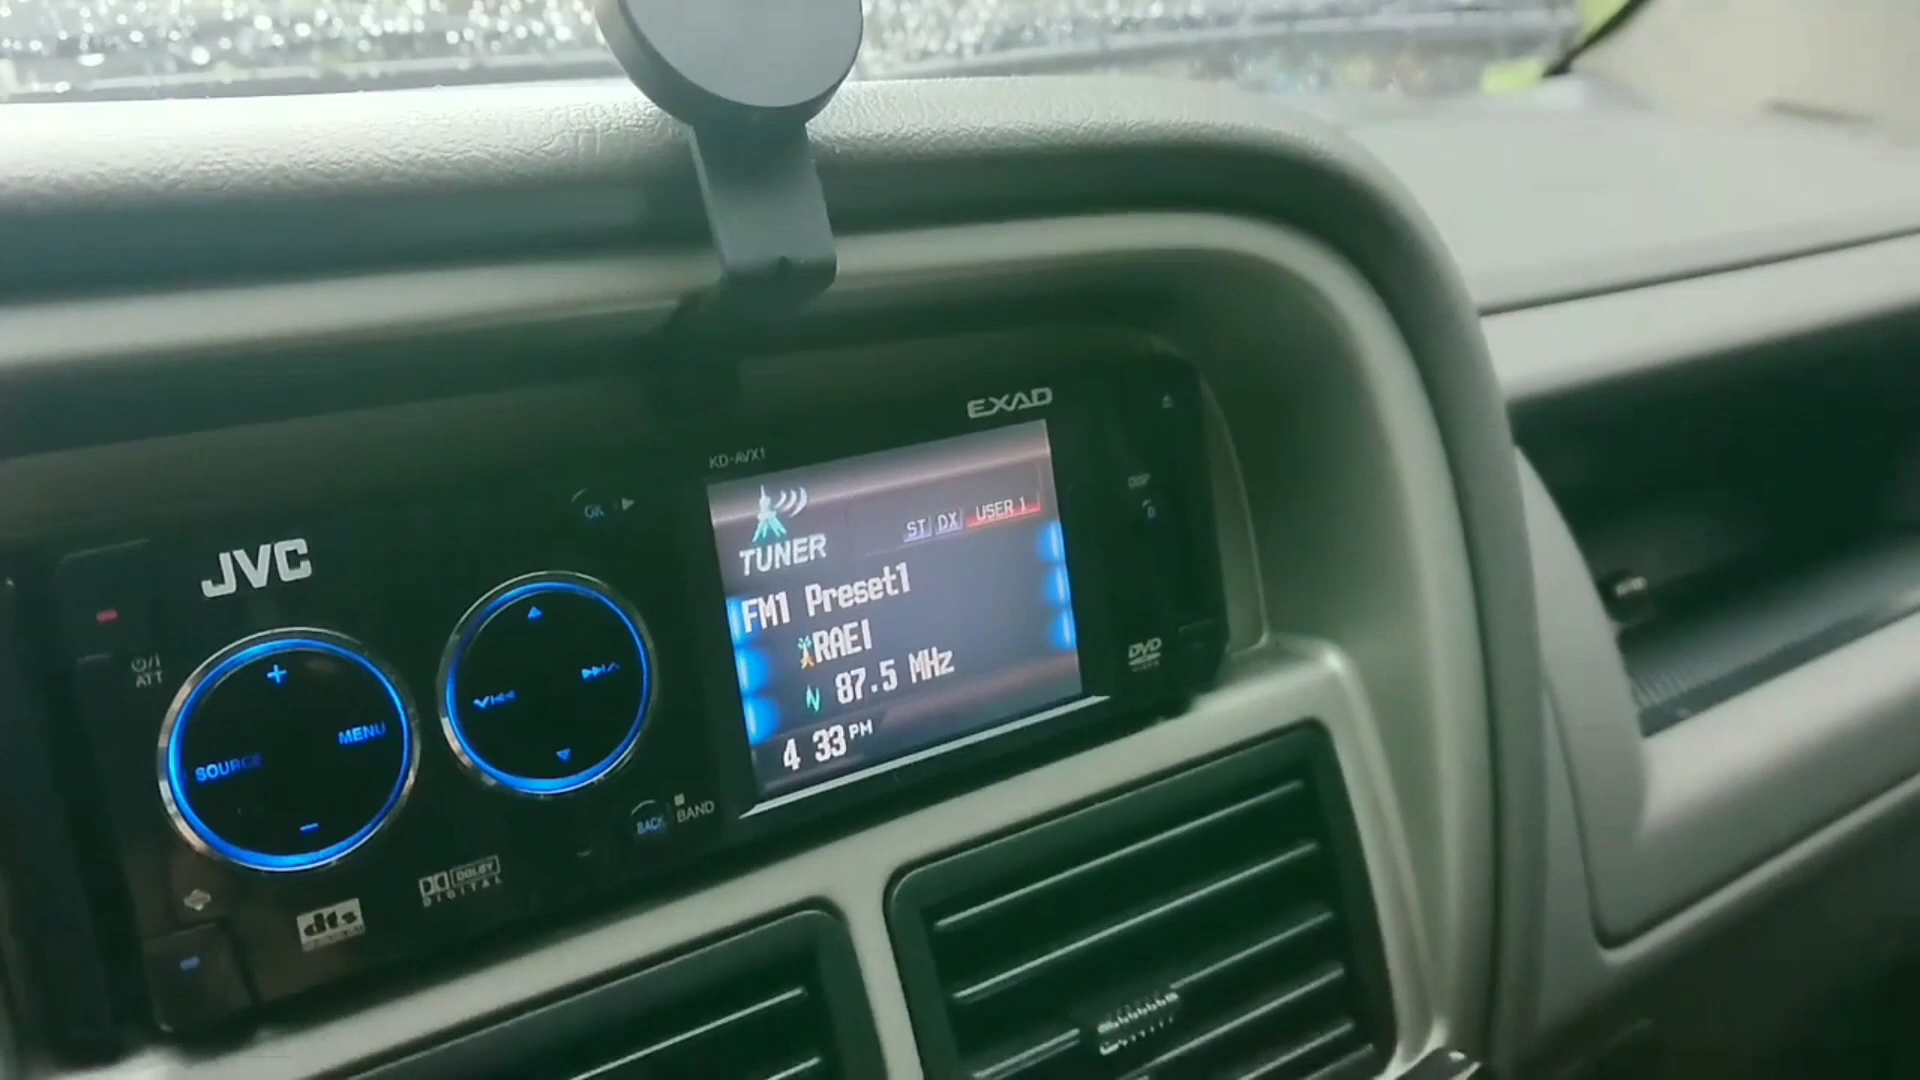 EXAD
KD-AVX1
OK
DISP
JVC
TUNER
ST DX USER 1
FM1 Preset1
RAE1
87.5 MHz
4 33 PM
DVD
/I
ATT
+
MENU
SOURCE
-
BACK
BAND
DOLBY
DIGITAL
dts